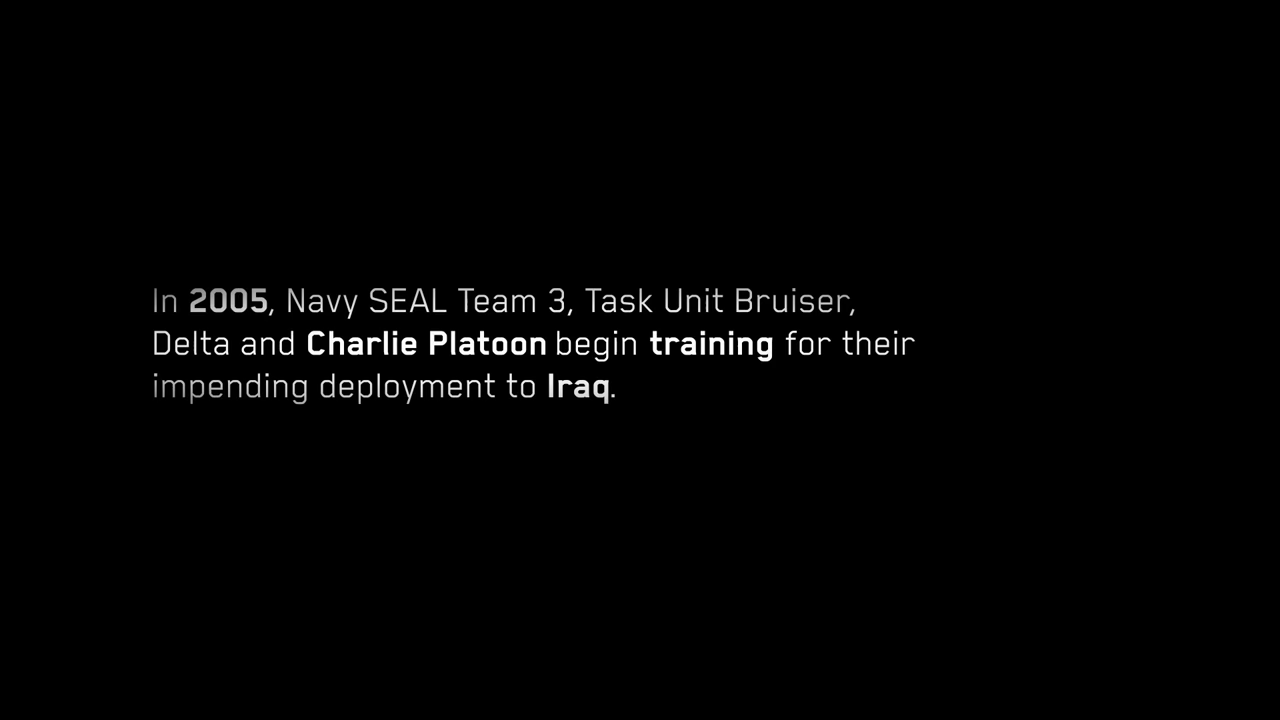 In 2005, Navy SEAL Team 3, Task Unit Bruiser,
Delta and Charlie Platoon begin training for their
impending deployment to Iraq.